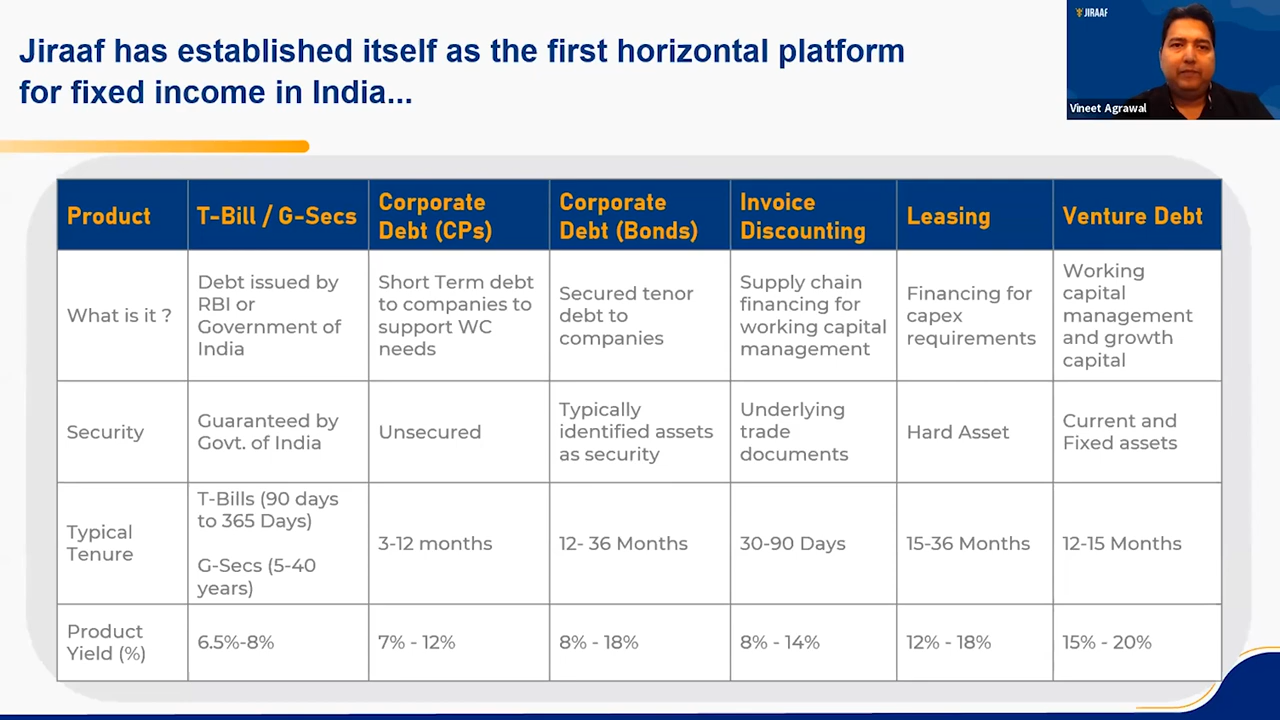 Jiraaf has established itself as the first horizontal platform
for fixed income in India...
JIRAAF
Vineet Agrawal
Product
T-Bill / G-Secs
Corporate
Debt (CPs)
Corporate
Debt (Bonds)
Invoice
Discounting
Leasing
Venture Debt
What is it ?
Debt issued by
RBI or
Government of
India
Short Term debt
to companies to
support WC
needs
Secured tenor
debt to
companies
Supply chain
financing for
working capital
management
Financing for
capex
requirements
Working
capital
management
and growth
capital
Security
Guaranteed by
Govt. of India
Unsecured
Typically
identified assets
as security
Underlying
trade
documents
Hard Asset
Current and
Fixed assets
Typical
Tenure
T-Bills (90 days
to 365 Days)
G-Secs (5-40
years)
3-12 months
12- 36 Months
30-90 Days
15-36 Months
12-15 Months
Product
Yield (%)
6.5%-8%
7% - 12%
8% - 18%
8% - 14%
12% - 18%
15% - 20%